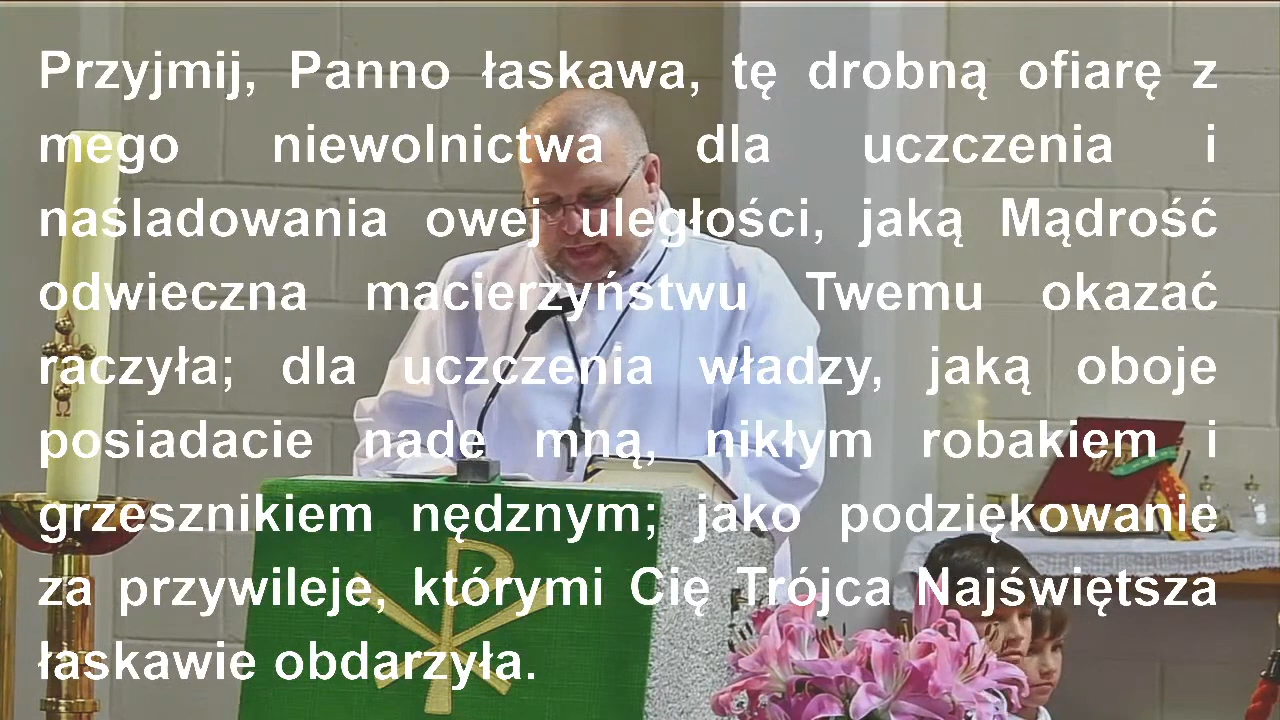 Przyjmij, Panno łaskawa, tę drobną ofiarę z
mego niewolnictwa dla uczczenia i
naśladowania owej uległości, jaką Mądrość
odwieczna macierzyństwu Twemu okazać
raczyła; dla uczczenia władzy, jaką oboje
posiadacie nade mną, nikłym robakiem i
grzesznikiem nędznym; jako podziękowanie
za przywileje, którymi Cię Trójca Najświętsza
łaskawie obdarzyła.